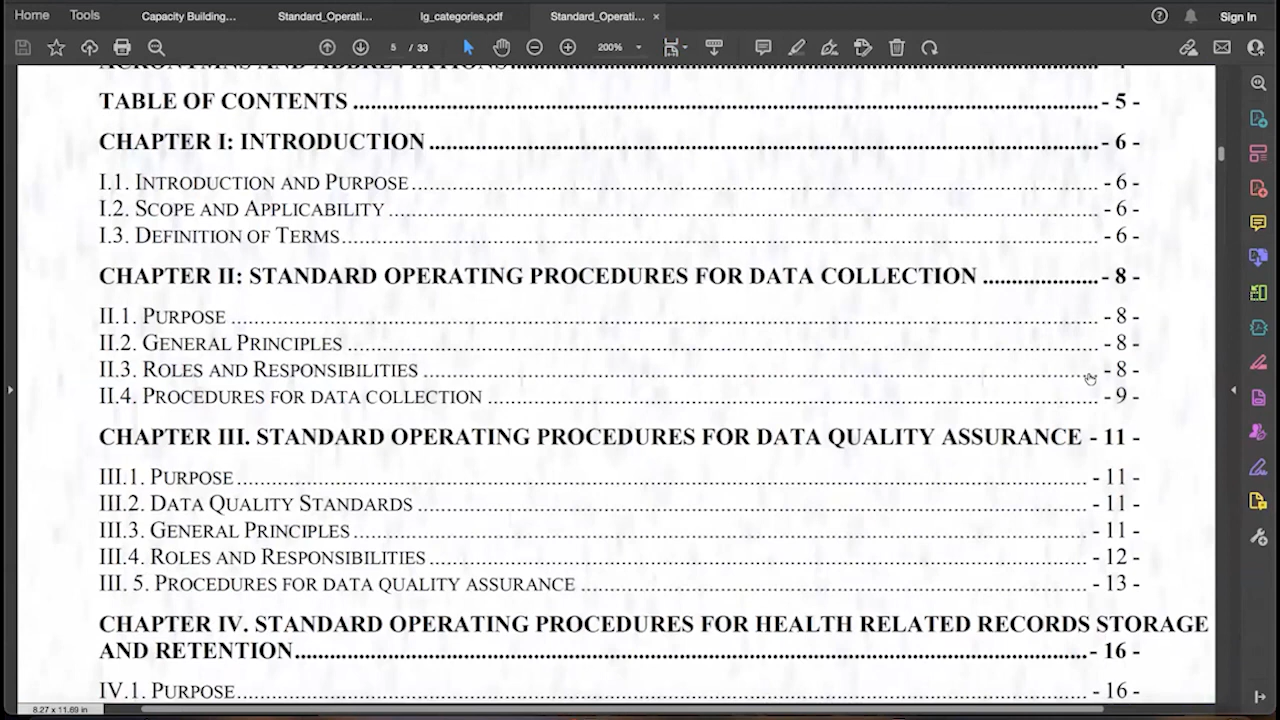 Home Tools Capacity Building... Standard_Operati... lg_categories.pdf Standard_Operati... × Sign In
5 / 33 200%
TABLE OF CONTENTS - 5 -
CHAPTER I: INTRODUCTION - 6 -
I.1. INTRODUCTION AND PURPOSE - 6 -
I.2. SCOPE AND APPLICABILITY - 6 -
I.3. DEFINITION OF TERMS - 6 -
CHAPTER II: STANDARD OPERATING PROCEDURES FOR DATA COLLECTION - 8 -
II.1. PURPOSE - 8 -
II.2. GENERAL PRINCIPLES - 8 -
II.3. ROLES AND RESPONSIBILITIES - 8 -
II.4. PROCEDURES FOR DATA COLLECTION - 9 -
CHAPTER III. STANDARD OPERATING PROCEDURES FOR DATA QUALITY ASSURANCE - 11 -
III.1. PURPOSE - 11 -
III.2. DATA QUALITY STANDARDS - 11 -
III.3. GENERAL PRINCIPLES - 11 -
III.4. ROLES AND RESPONSIBILITIES - 12 -
III. 5. PROCEDURES FOR DATA QUALITY ASSURANCE - 13 -
CHAPTER IV. STANDARD OPERATING PROCEDURES FOR HEALTH RELATED RECORDS STORAGE
AND RETENTION - 16 -
IV.1. PURPOSE - 16 -
8.27 x 11.69 in